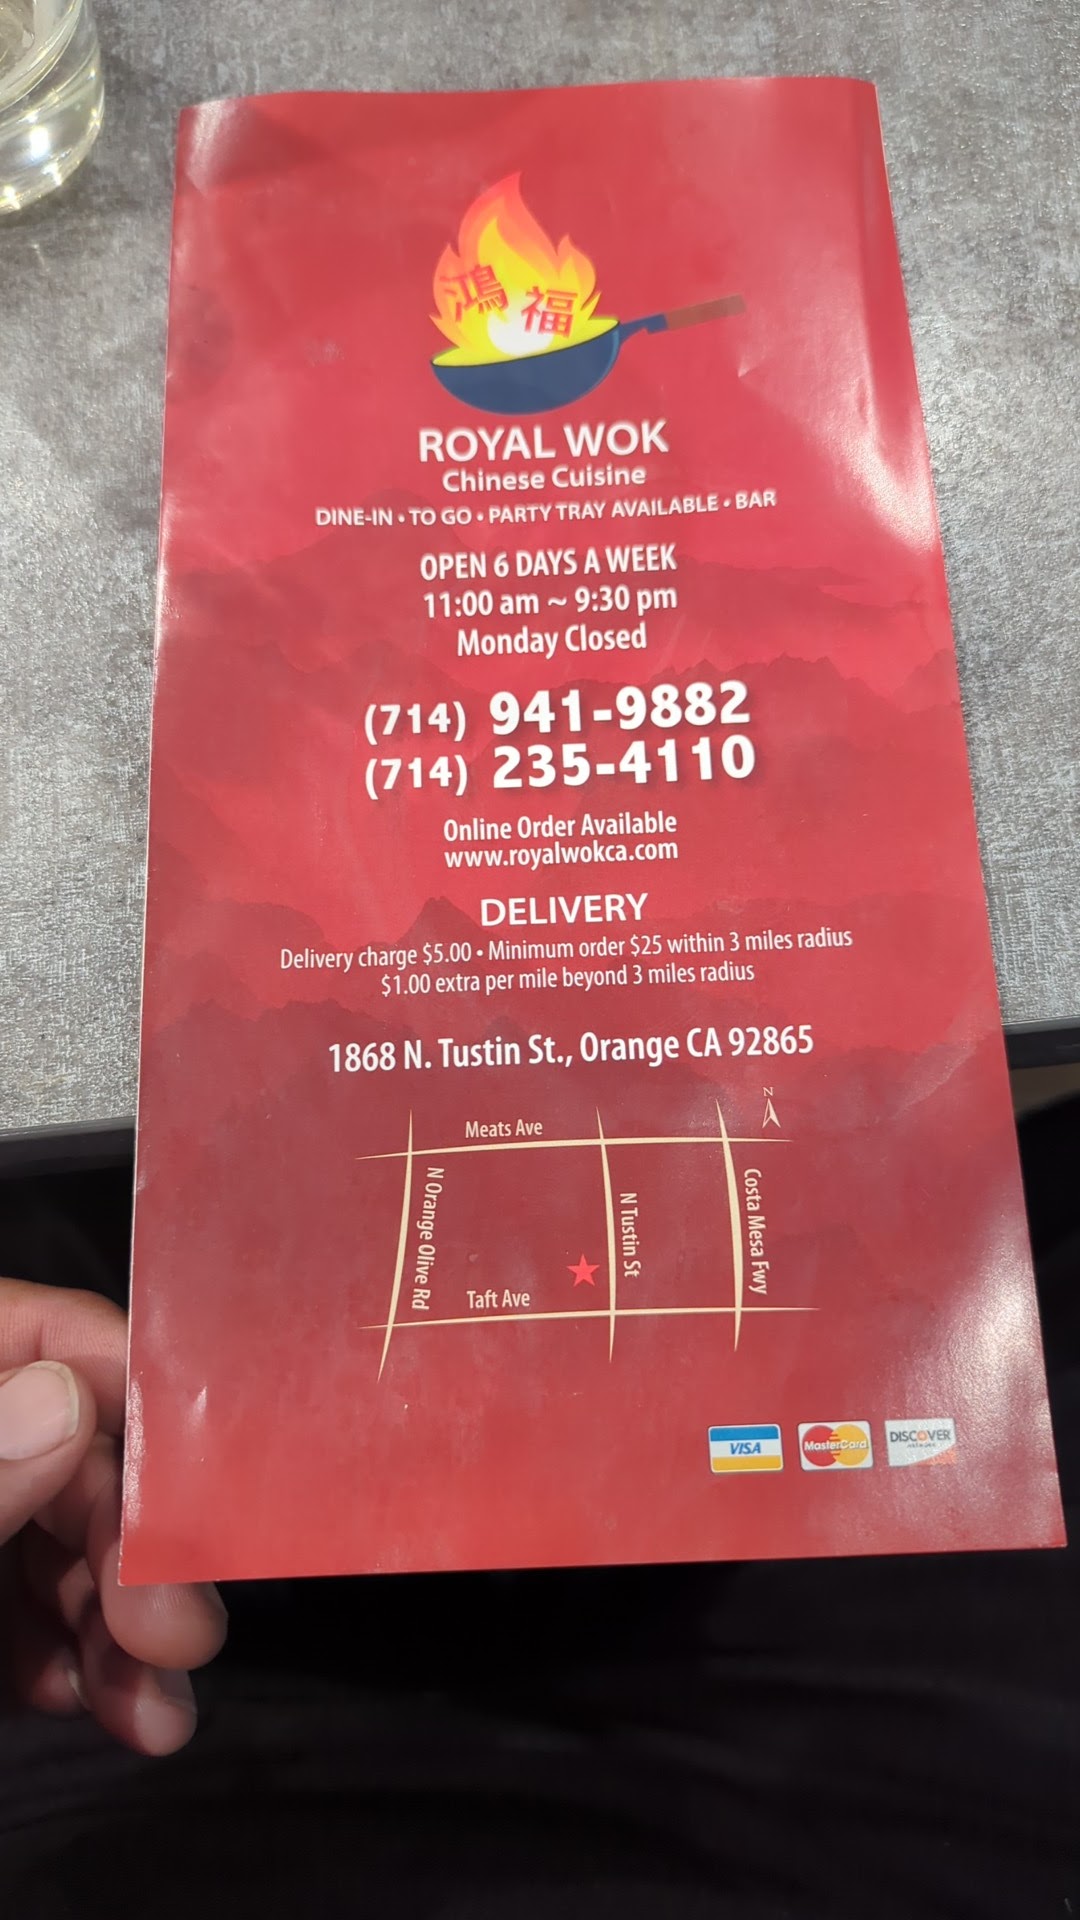 鴻福
ROYAL WOK
Chinese Cuisine
DINE-IN • TO GO • PARTY TRAY AVAILABLE • BAR
OPEN 6 DAYS A WEEK
11:00 am ~ 9:30 pm
Monday Closed
(714) 941-9882
(714) 235-4110
Online Order Available
www.royalwokca.com
DELIVERY
Delivery charge $5.00 • Minimum order $25 within 3 miles radius
$1.00 extra per mile beyond 3 miles radius
1868 N. Tustin St., Orange CA 92865
N
Meats Ave
N Orange Olive Rd
N Tustin St
Costa Mesa Fwy
Taft Ave
VISA
MasterCard
DISCOVER